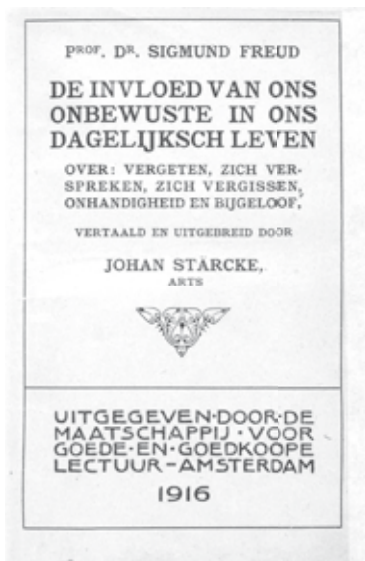 PROF. DR. SIGMUND FREUD
DE INVLOED VAN ONS
ONBEWUSTE IN ONS
DAGELIJKSCH LEVEN
OVER: VERGETEN, ZICH VER-
SPREKEN, ZICH VERGISSEN,
ONHANDIGHEID EN BIJGELOOF,
VERTAALD EN UITGEBREID DOOR
JOHAN STÄRCKE,
ARTS
UITGEGEVEN·DOOR·DE
MAATSCHAPPIJ·VOOR
GOEDE·EN·GOEDKOOPE
LECTUUR–AMSTERDAM
1916